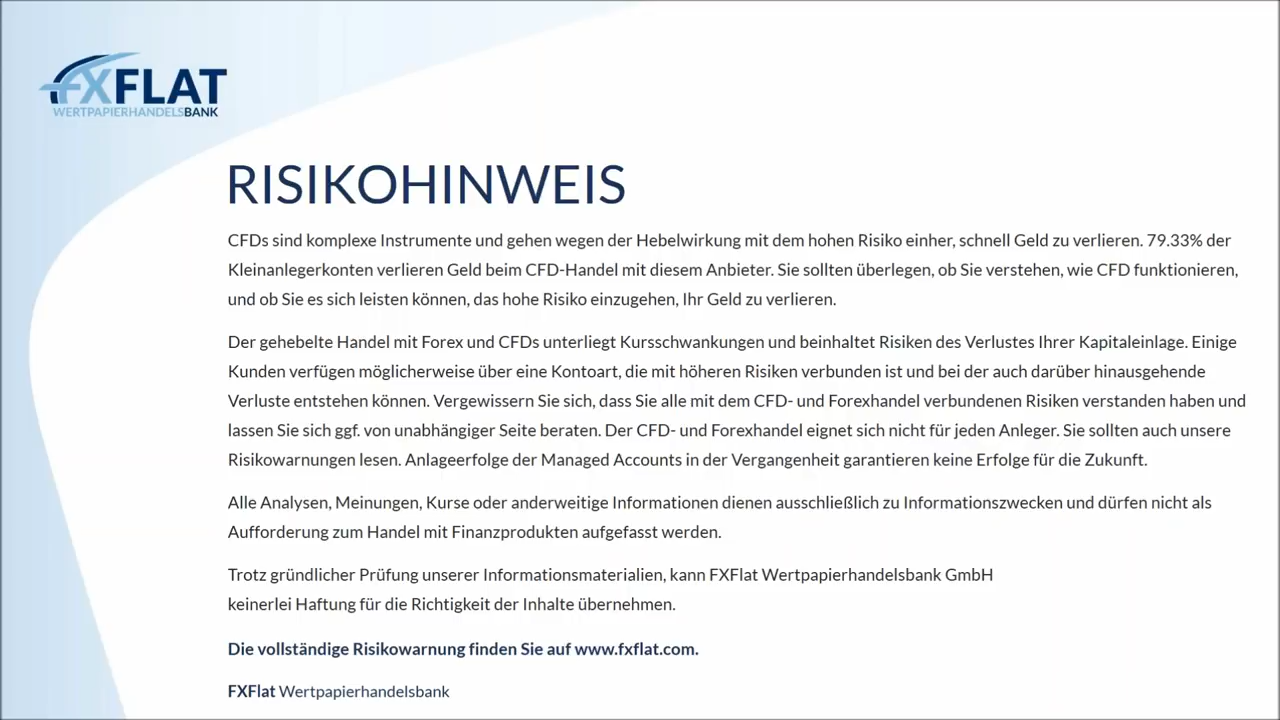 FXFLAT
WERTPAPIERHANDELSBANK
RISIKOHINWEIS
CFDs sind komplexe Instrumente und gehen wegen der Hebelwirkung mit dem hohen Risiko einher, schnell Geld zu verlieren. 79.33% der
Kleinanlegerkonten verlieren Geld beim CFD-Handel mit diesem Anbieter. Sie sollten überlegen, ob Sie verstehen, wie CFD funktionieren,
und ob Sie es sich leisten können, das hohe Risiko einzugehen, Ihr Geld zu verlieren.
Der gehebelte Handel mit Forex und CFDs unterliegt Kursschwankungen und beinhaltet Risiken des Verlustes Ihrer Kapitaleinlage. Einige
Kunden verfügen möglicherweise über eine Kontoart, die mit höheren Risiken verbunden ist und bei der auch darüber hinausgehende
Verluste entstehen können. Vergewissern Sie sich, dass Sie alle mit dem CFD- und Forexhandel verbundenen Risiken verstanden haben und
lassen Sie sich ggf. von unabhängiger Seite beraten. Der CFD- und Forexhandel eignet sich nicht für jeden Anleger. Sie sollten auch unsere
Risikowarnungen lesen. Anlageerfolge der Managed Accounts in der Vergangenheit garantieren keine Erfolge für die Zukunft.
Alle Analysen, Meinungen, Kurse oder anderweitige Informationen dienen ausschließlich zu Informationszwecken und dürfen nicht als
Aufforderung zum Handel mit Finanzprodukten aufgefasst werden.
Trotz gründlicher Prüfung unserer Informationsmaterialien, kann FXFlat Wertpapierhandelsbank GmbH
keinerlei Haftung für die Richtigkeit der Inhalte übernehmen.
Die vollständige Risikowarnung finden Sie auf www.fxflat.com.
FXFlat Wertpapierhandelsbank